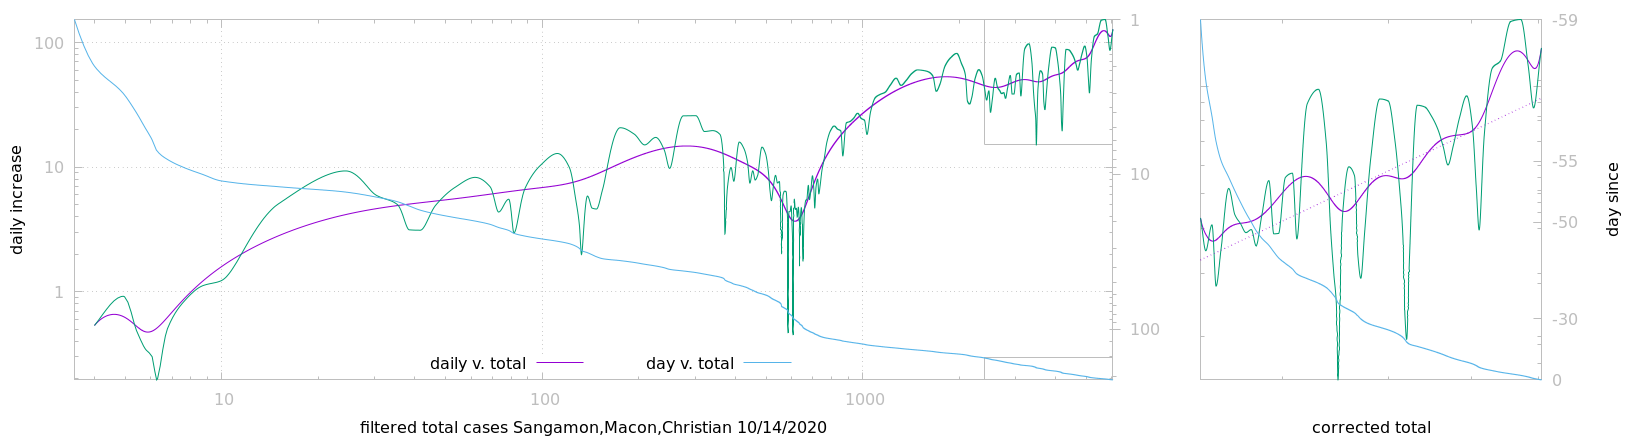 100
10
1
daily increase
1
10
100
daily v. total
day v. total
10
100
1000
filtered total cases Sangamon,Macon,Christian 10/14/2020
-59
-55
-50
-30
0
day since
corrected total